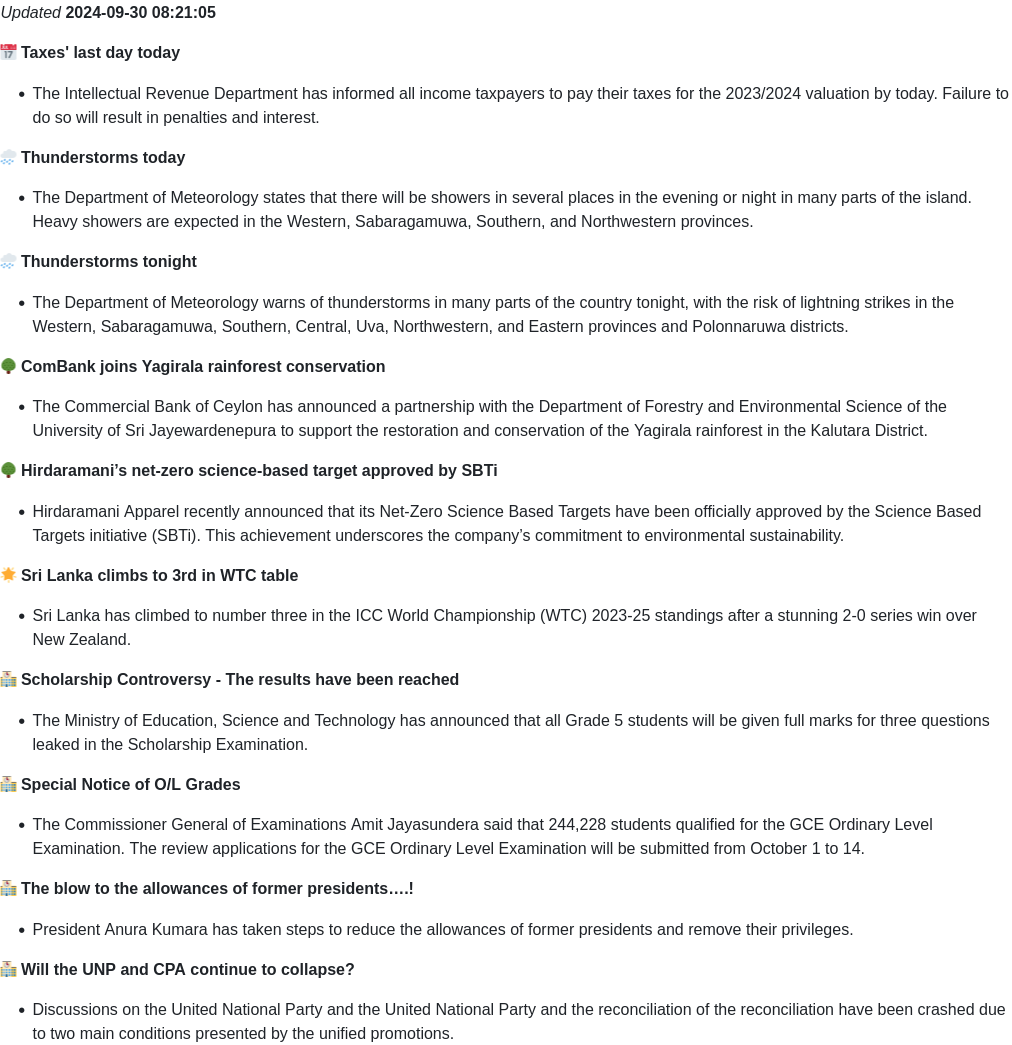 Updated 2024-09-30 08:21:05
Taxes' last day today
The Intellectual Revenue Department has informed all income taxpayers to pay their taxes for the 2023/2024 valuation by today. Failure to
do so will result in penalties and interest.
Thunderstorms today
The Department of Meteorology states that there will be showers in several places in the evening or night in many parts of the island.
Heavy showers are expected in the Western, Sabaragamuwa, Southern, and Northwestern provinces.
Thunderstorms tonight
The Department of Meteorology warns of thunderstorms in many parts of the country tonight, with the risk of lightning strikes in the
Western, Sabaragamuwa, Southern, Central, Uva, Northwestern, and Eastern provinces and Polonnaruwa districts.
ComBank joins Yagirala rainforest conservation
The Commercial Bank of Ceylon has announced a partnership with the Department of Forestry and Environmental Science of the
University of Sri Jayewardenepura to support the restoration and conservation of the Yagirala rainforest in the Kalutara District.
Hirdaramani’s net-zero science-based target approved by SBTi
Hirdaramani Apparel recently announced that its Net-Zero Science Based Targets have been officially approved by the Science Based
Targets initiative (SBTi). This achievement underscores the company’s commitment to environmental sustainability.
Sri Lanka climbs to 3rd in WTC table
Sri Lanka has climbed to number three in the ICC World Championship (WTC) 2023-25 standings after a stunning 2-0 series win over
New Zealand.
Scholarship Controversy - The results have been reached
The Ministry of Education, Science and Technology has announced that all Grade 5 students will be given full marks for three questions
leaked in the Scholarship Examination.
Special Notice of O/L Grades
The Commissioner General of Examinations Amit Jayasundera said that 244,228 students qualified for the GCE Ordinary Level
Examination. The review applications for the GCE Ordinary Level Examination will be submitted from October 1 to 14.
The blow to the allowances of former presidents….!
President Anura Kumara has taken steps to reduce the allowances of former presidents and remove their privileges.
Will the UNP and CPA continue to collapse?
Discussions on the United National Party and the United National Party and the reconciliation of the reconciliation have been crashed due
to two main conditions presented by the unified promotions.